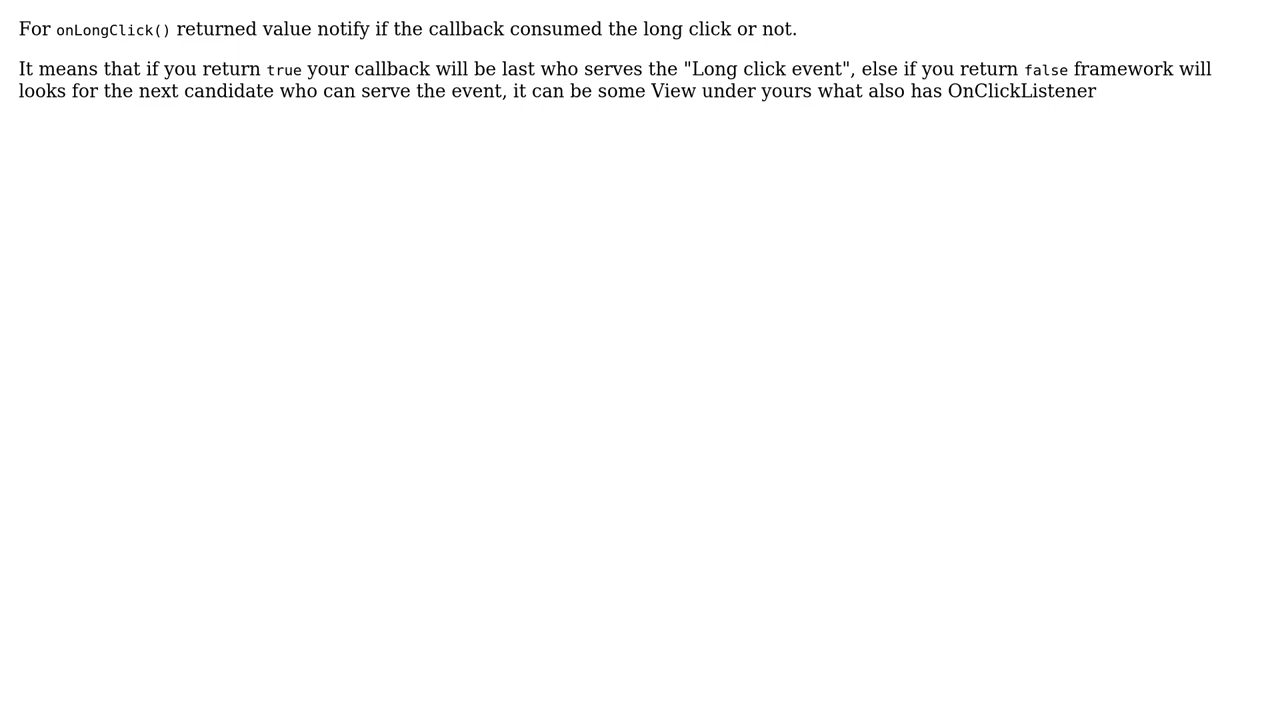 For onLongClick() returned value notify if the callback consumed the long click or not.
It means that if you return true your callback will be last who serves the "Long click event", else if you return false framework will
looks for the next candidate who can serve the event, it can be some View under yours what also has OnClickListener